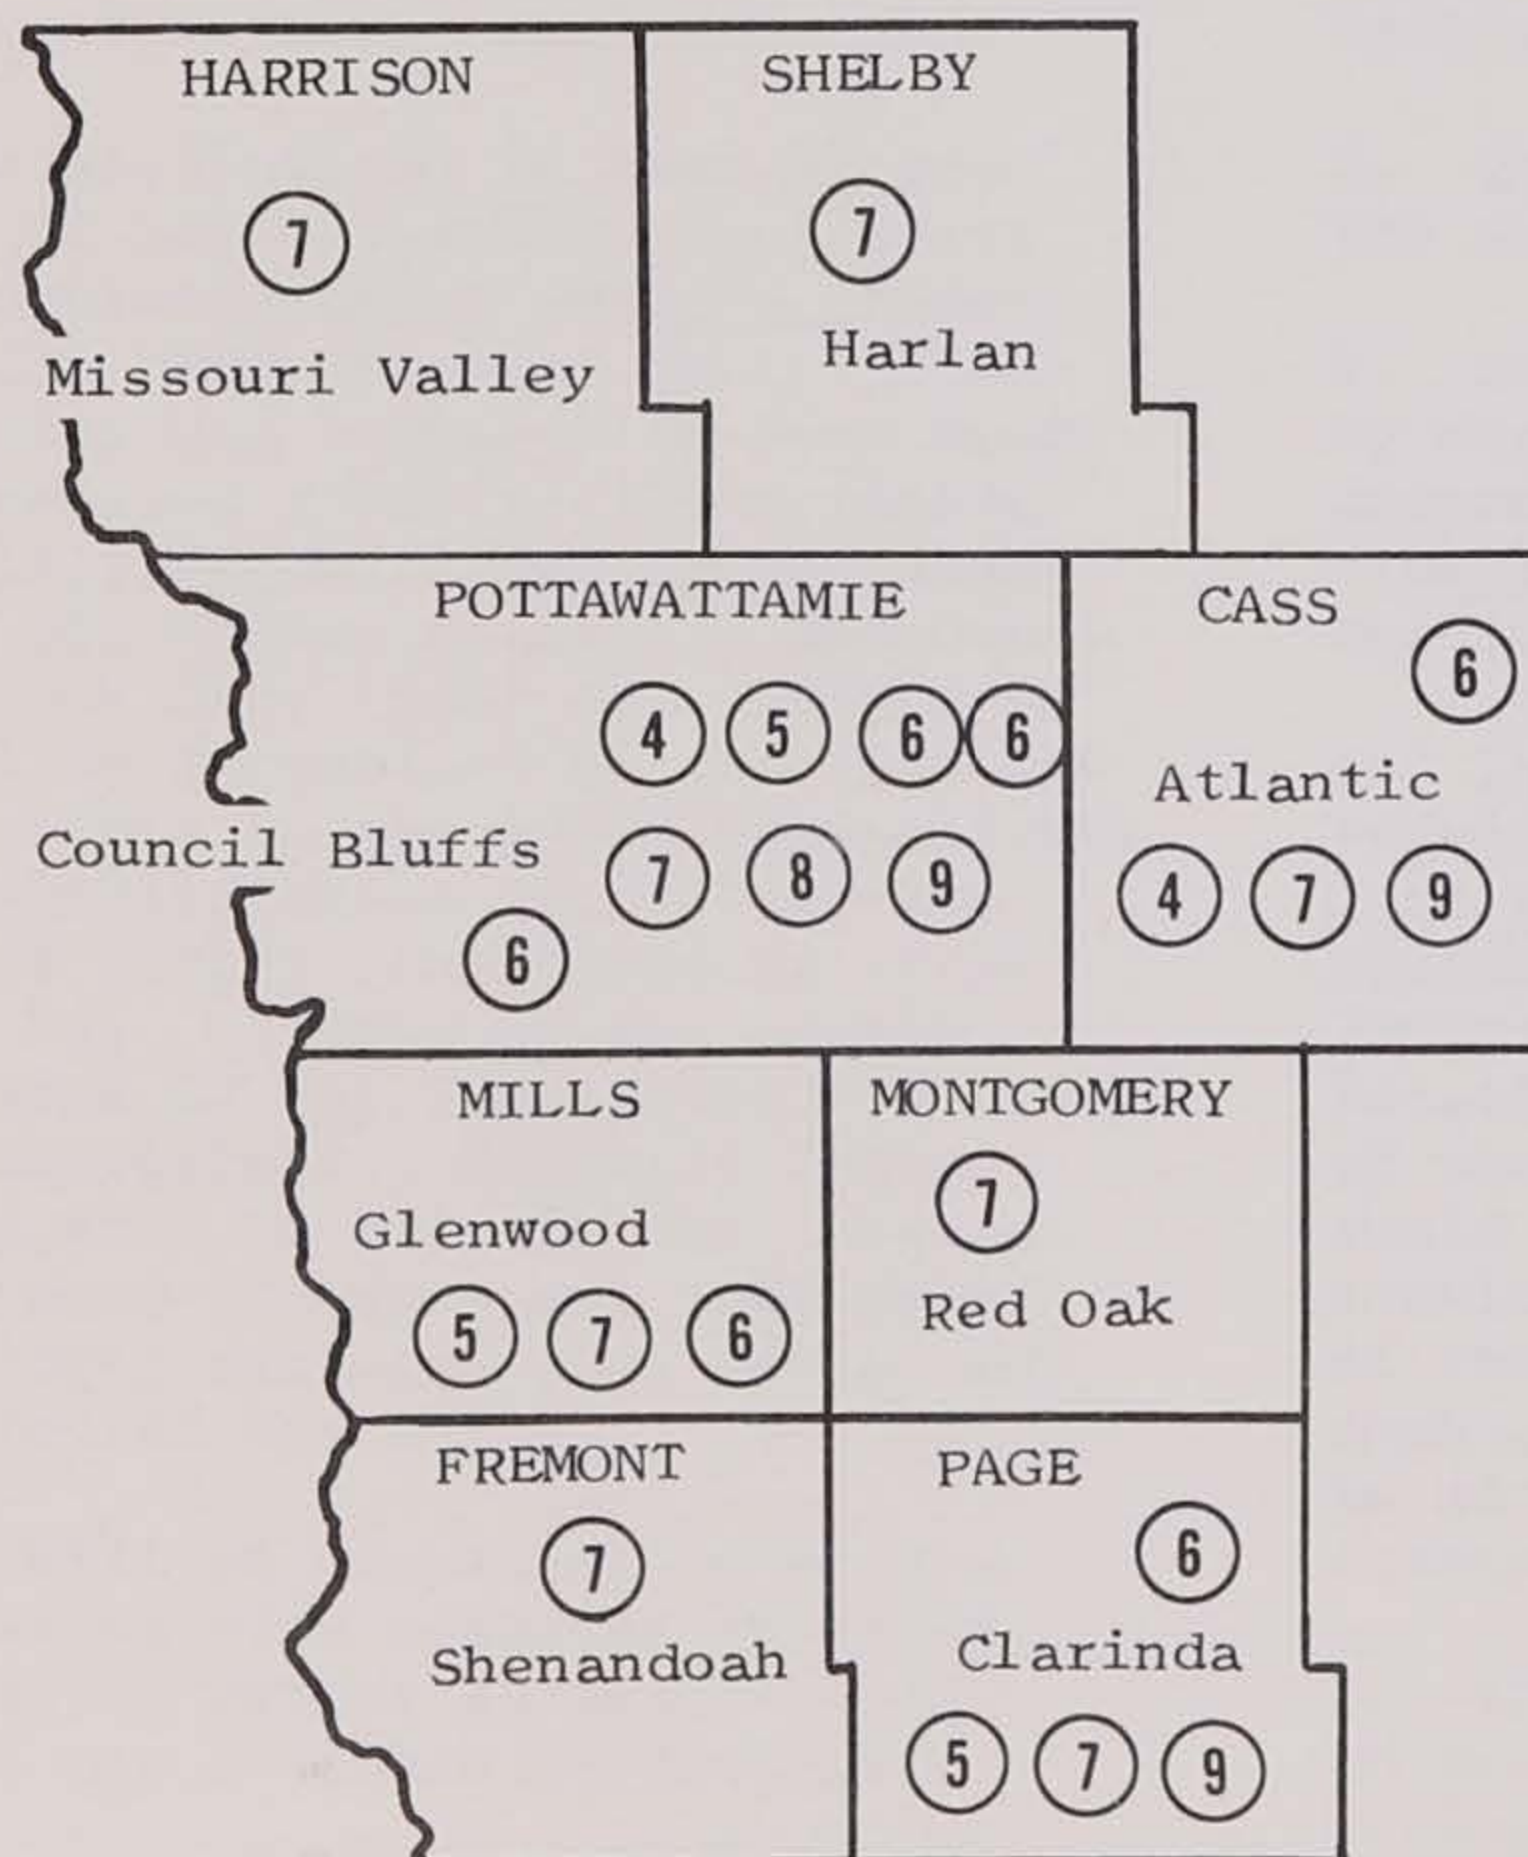 HARRISON
7
Missouri Valley
SHELBY
7
Harlan
POTTAWATTAMIE
4 5 6 6
Council Bluffs
7 8 9
6
CASS
6
Atlantic
4 7 9
MILLS
Glenwood
5 7 6
MONTGOMERY
7
Red Oak
FREMONT
7
Shenandoah
PAGE
6
Clarinda
5 7 9